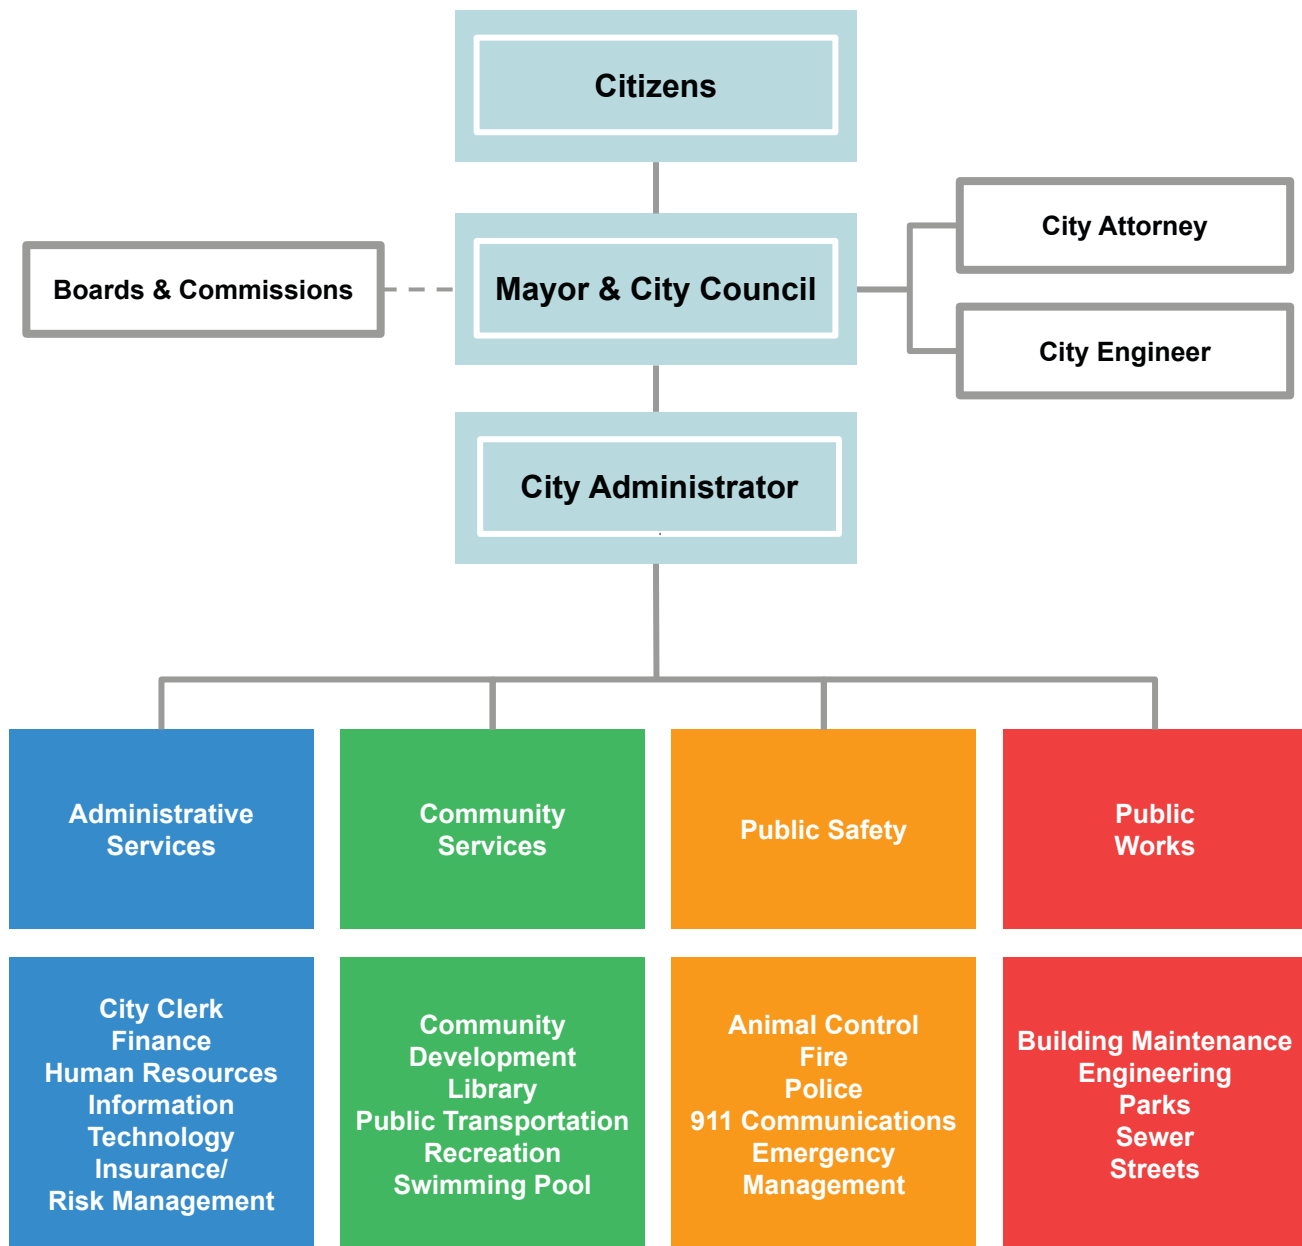 Citizens
City Attorney
Boards & Commissions
Mayor & City Council
City Engineer
City Administrator
Administrative
Services
Community
Services
Public Safety
Public
Works
City Clerk
Finance
Human Resources
Information
Technology
Insurance/
Risk Management
Community
Development
Library
Public Transportation
Recreation
Swimming Pool
Animal Control
Fire
Police
911 Communications
Emergency
Management
Building Maintenance
Engineering
Parks
Sewer
Streets